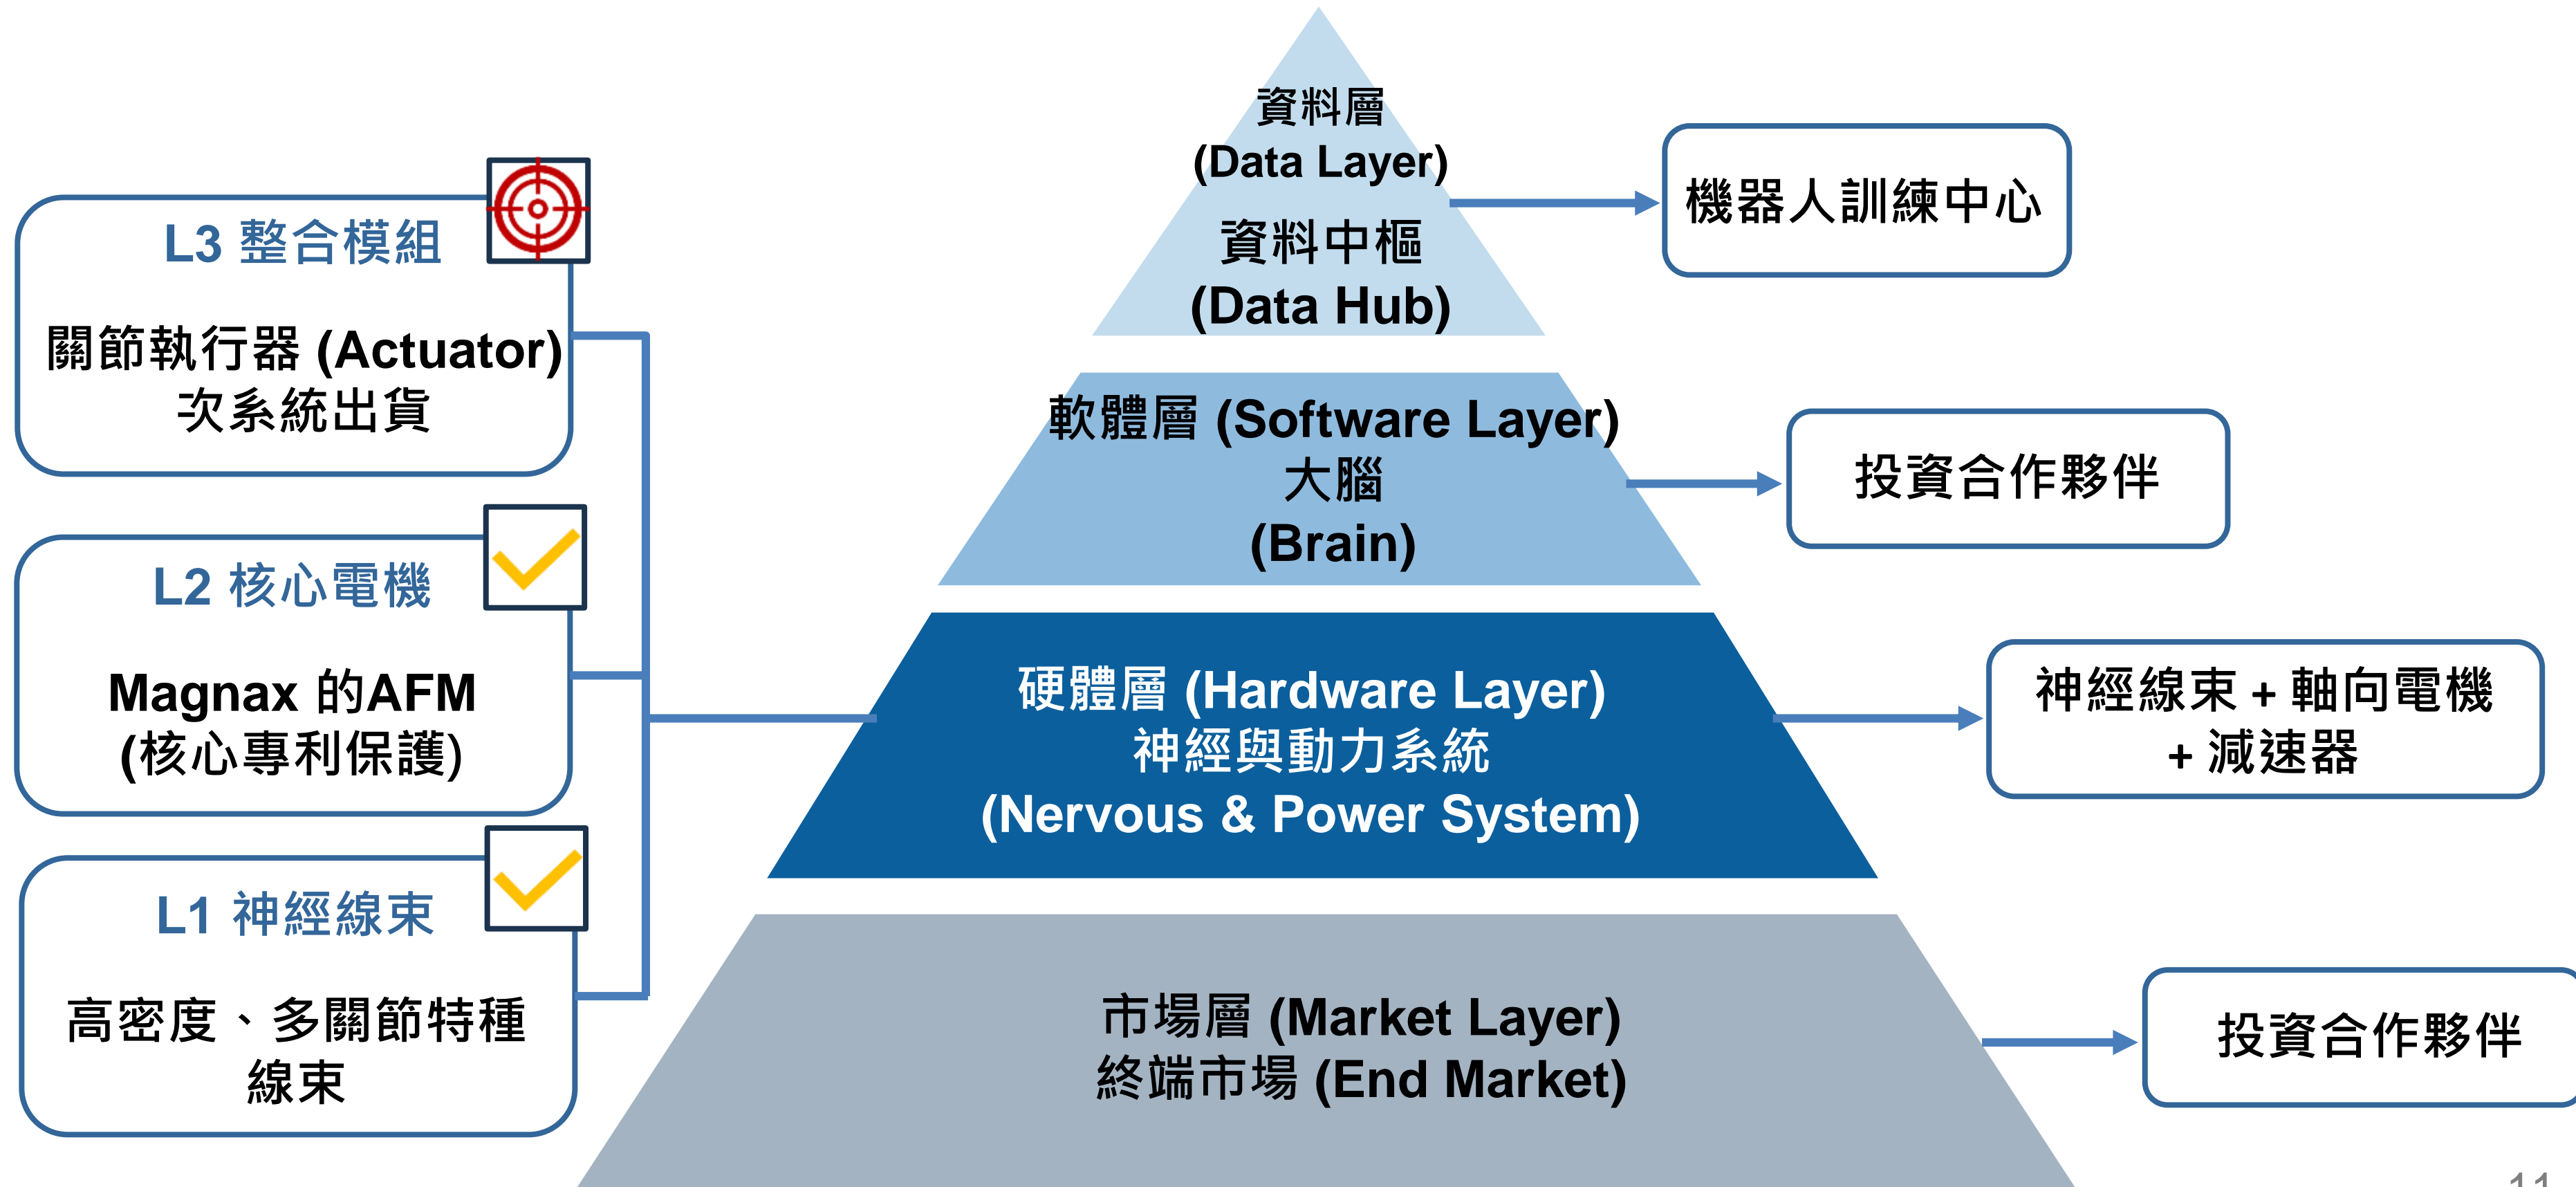 L3 整合模組
關節執行器 (Actuator)
次系統出貨
L2 核心電機
Magnax 的AFM
(核心專利保護)
L1 神經線束
高密度、多關節特種
線束
資料層
(Data Layer)
資料中樞
(Data Hub)
軟體層 (Software Layer)
大腦
(Brain)
硬體層 (Hardware Layer)
神經與動力系統
(Nervous & Power System)
市場層 (Market Layer)
終端市場 (End Market)
機器人訓練中心
投資合作夥伴
神經線束 + 軸向電機
+ 減速器
投資合作夥伴
11